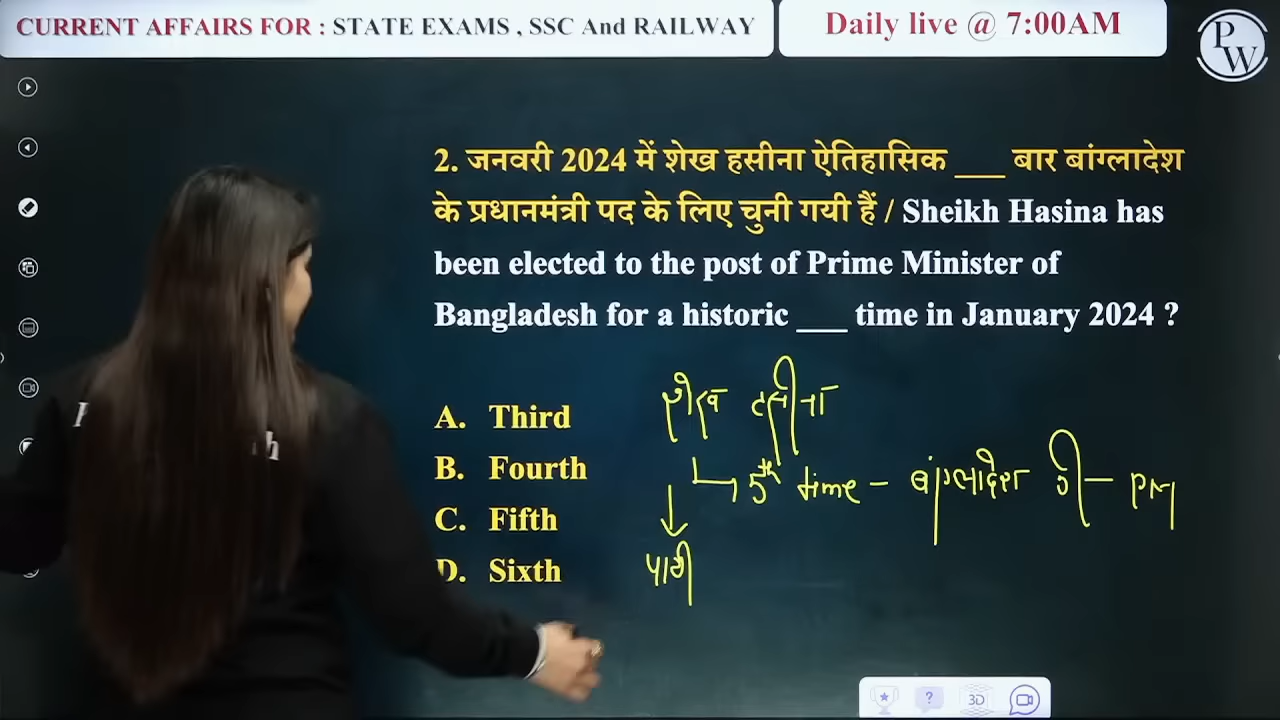 CURRENT AFFAIRS FOR : STATE EXAMS , SSC And RAILWAY
Daily live @ 7:00AM
PW
2. जनवरी 2024 में शेख हसीना ऐतिहासिक ___ बार बांग्लादेश
के प्रधानमंत्री पद के लिए चुनी गयी हैं / Sheikh Hasina has
been elected to the post of Prime Minister of
Bangladesh for a historic ___ time in January 2024 ?
A. Third
B. Fourth
C. Fifth
D. Sixth
शेख हसीना
5th time - बांग्लादेश की - PM
पार्टी
?
3D